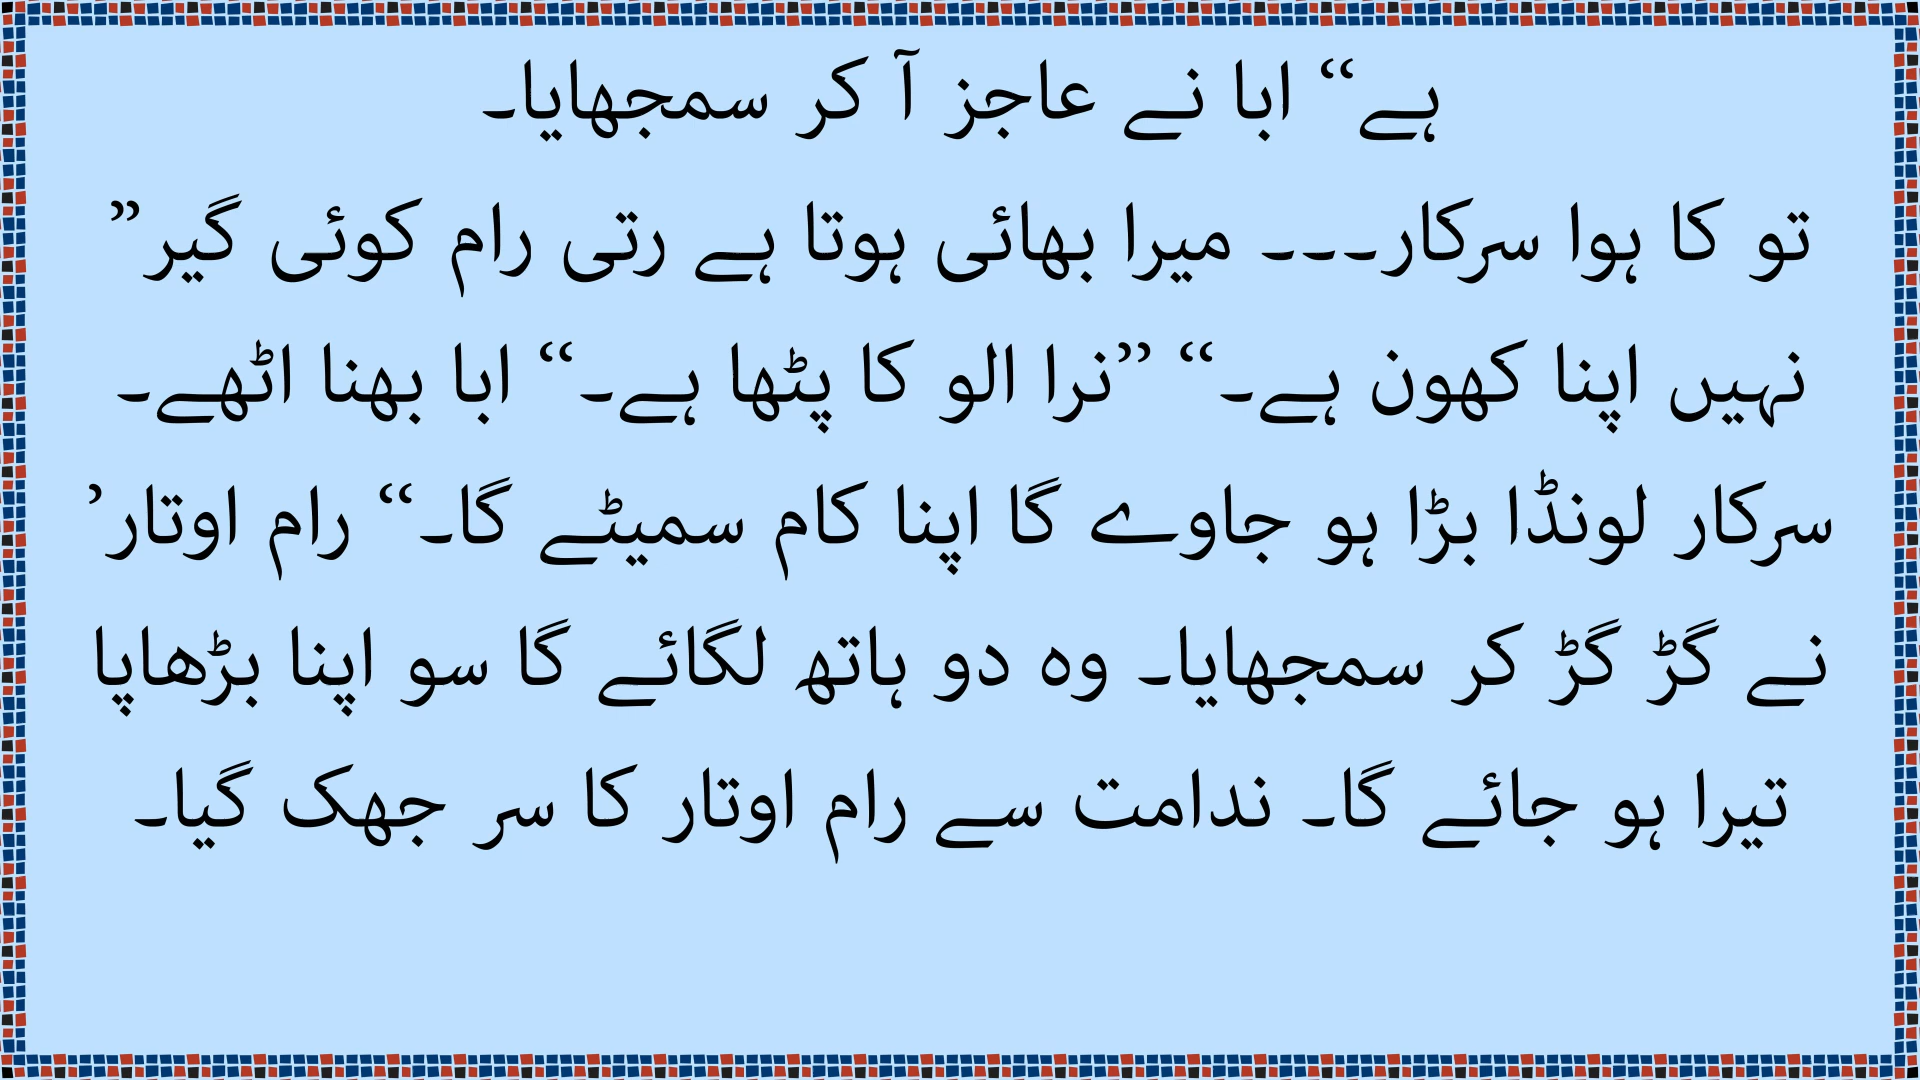 ہے‘‘ ابا نے عاجز آ کر سمجھایا۔
تو کا ہوا سرکار۔۔۔ میرا بھائی ہوتا ہے رتی رام کوئی گیر’’
نہیں اپنا کھون ہے۔‘‘ ’’نرا الو کا پٹھا ہے۔‘‘ ابا بھنا اٹھے۔
سرکار لونڈا بڑا ہو جاوے گا اپنا کام سمیٹے گا۔‘‘ رام اوتار’
نے گڑ گڑ کر سمجھایا۔ وہ دو ہاتھ لگائے گا سو اپنا بڑھاپا
تیرا ہو جائے گا۔ ندامت سے رام اوتار کا سر جھک گیا۔